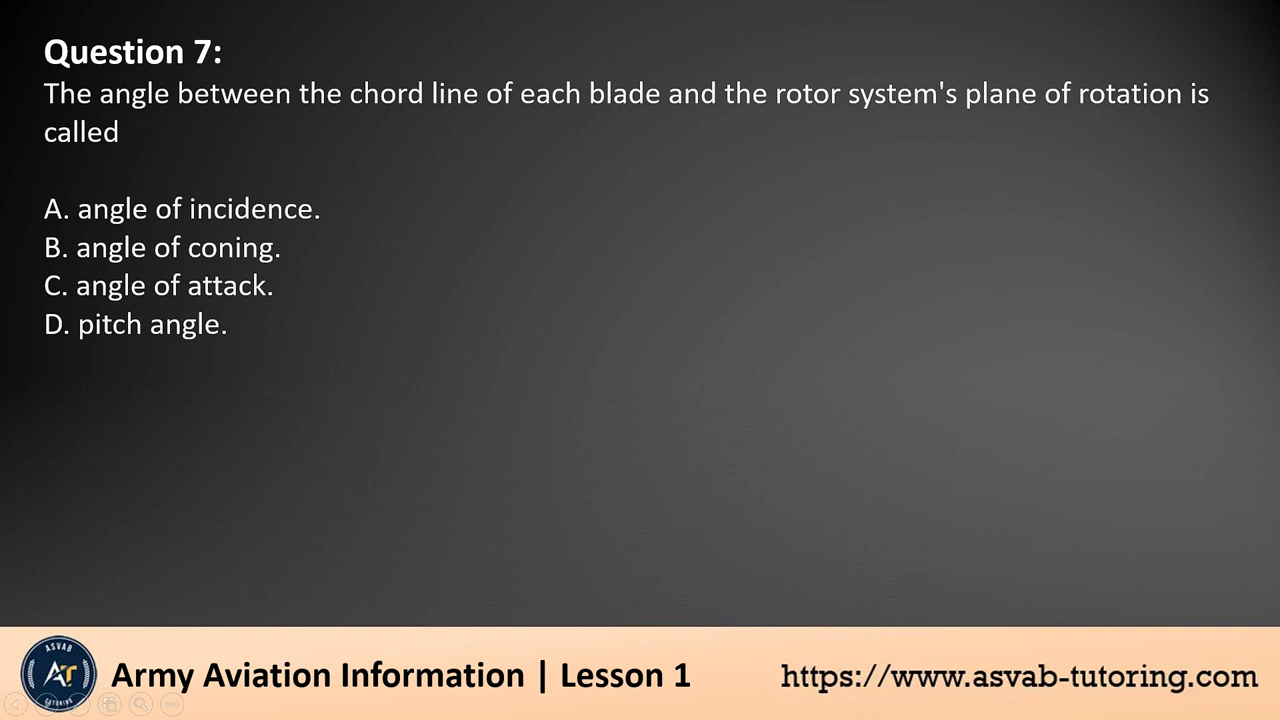 Question 7:
The angle between the chord line of each blade and the rotor system's plane of rotation is
called
A. angle of incidence.
B. angle of coning.
C. angle of attack.
D. pitch angle.
ASVAB
AT
TUTORING
Army Aviation Information | Lesson 1
https://www.asvab-tutoring.com